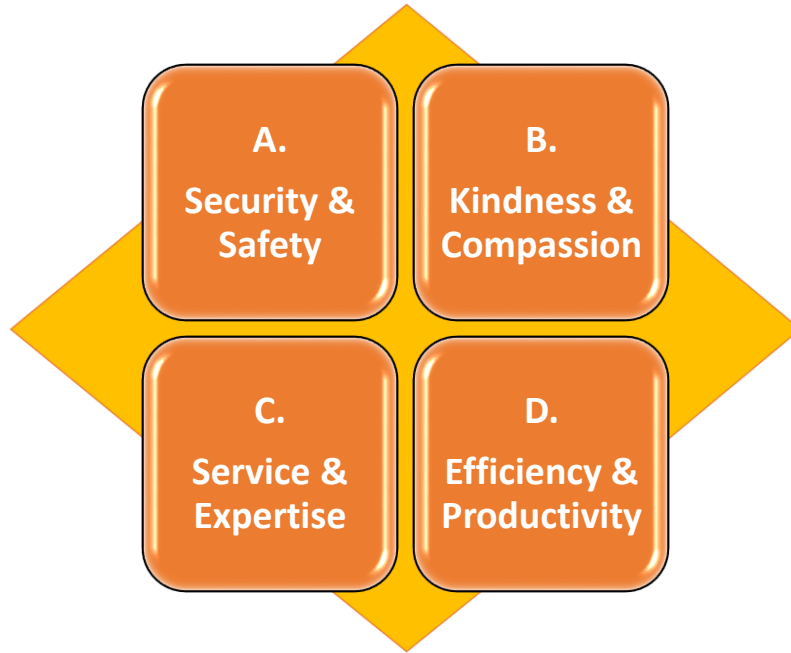 A.
Security &
Safety
B.
Kindness &
Compassion
C.
Service &
Expertise
D.
Efficiency &
Productivity